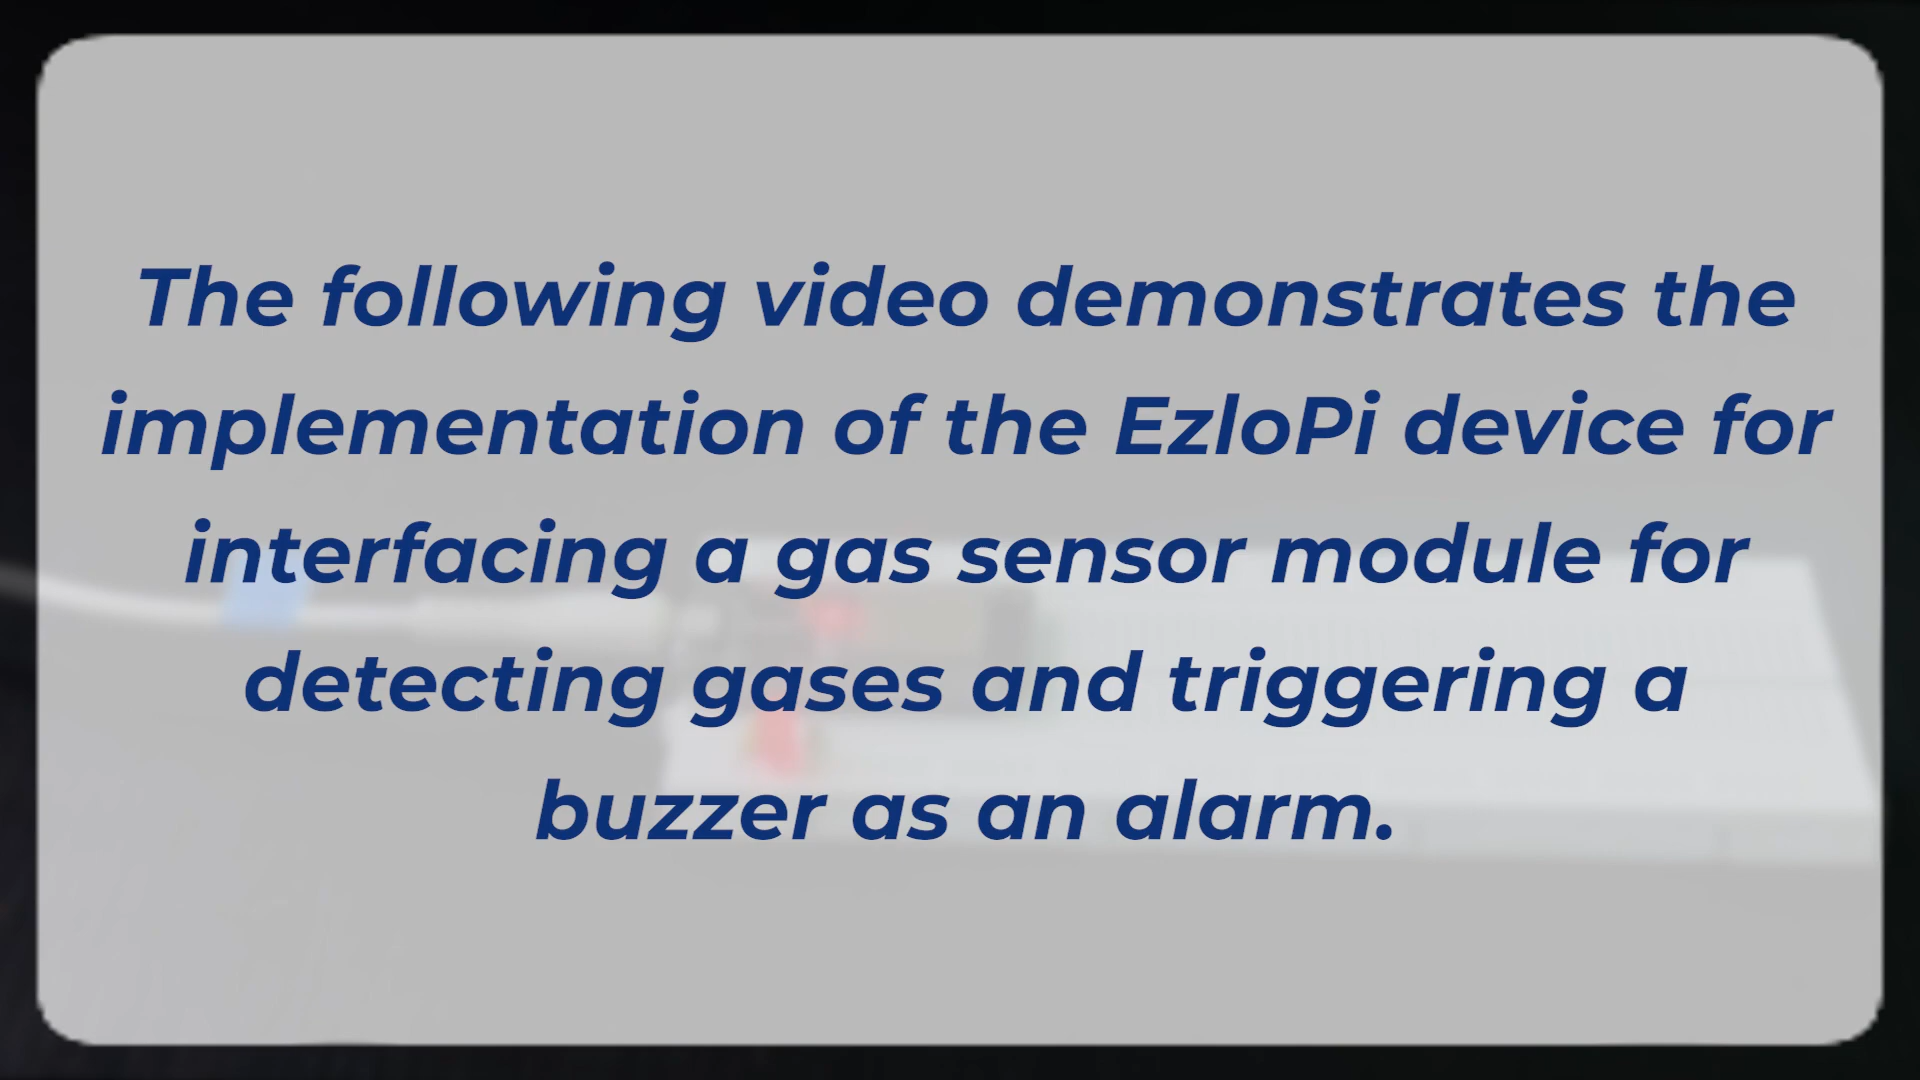 The following video demonstrates the
implementation of the EzloPi device for
interfacing a gas sensor module for
detecting gases and triggering a
buzzer as an alarm.